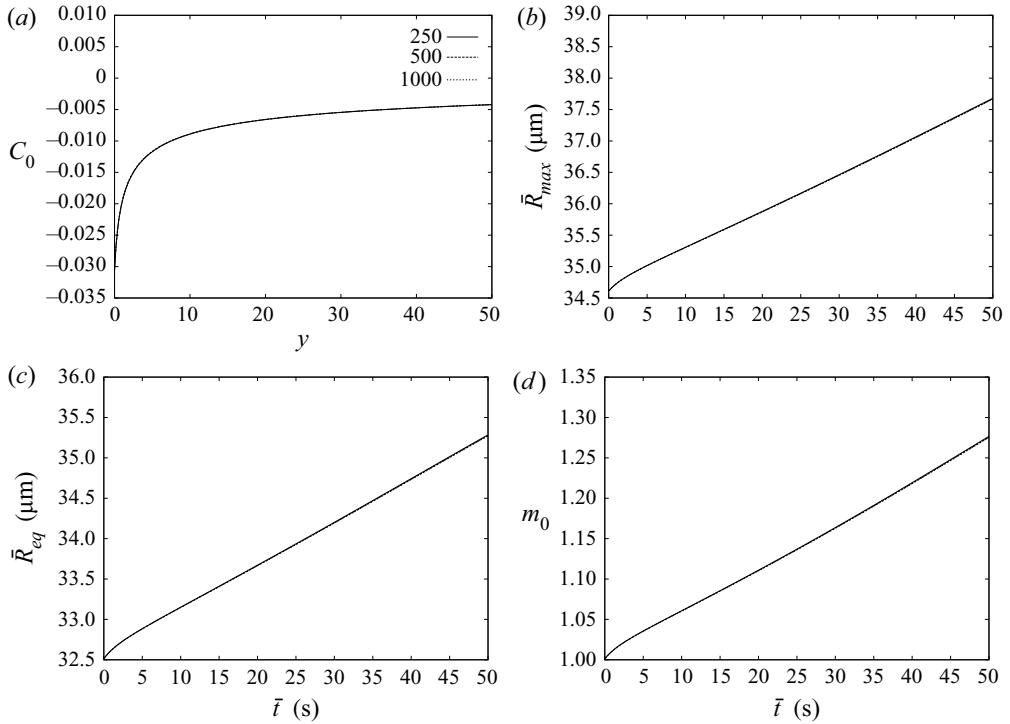 (a)
0.010
0.005
0
–0.005
–0.010
–0.015
–0.020
–0.025
–0.030
–0.035
C0
250
500
1000
0 10 20 30 40 50
y
(b)
39.0
38.5
38.0
37.5
37.0
36.5
36.0
35.5
35.0
34.5
R̄max (μm)
0 5 10 15 20 25 30 35 40 45 50
(c)
36.0
35.5
35.0
34.5
34.0
33.5
33.0
32.5
R̄eq (μm)
0 5 10 15 20 25 30 35 40 45 50
t̄ (s)
(d)
1.35
1.30
1.25
1.20
1.15
1.10
1.05
1.00
m0
0 5 10 15 20 25 30 35 40 45 50
t̄ (s)